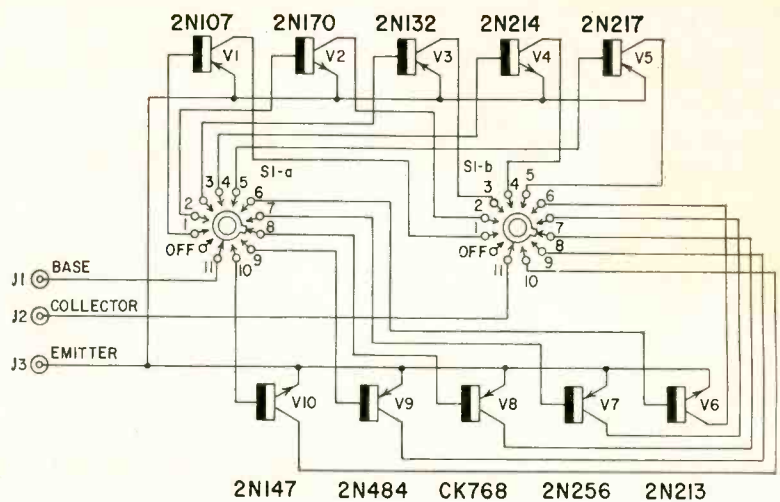 2N107 2N170 2N132 2N214 2N217
V1 V2 V3 V4 V5
S1-a S1-b
3 4 5 3 4 5
2 6 2 6
1 7 1 7
OFF 8 OFF 8
11 10 9 11 10 9
J1 BASE
J2 COLLECTOR
J3 EMITTER
V10 V9 V8 V7 V6
2N147 2N484 CK768 2N256 2N213